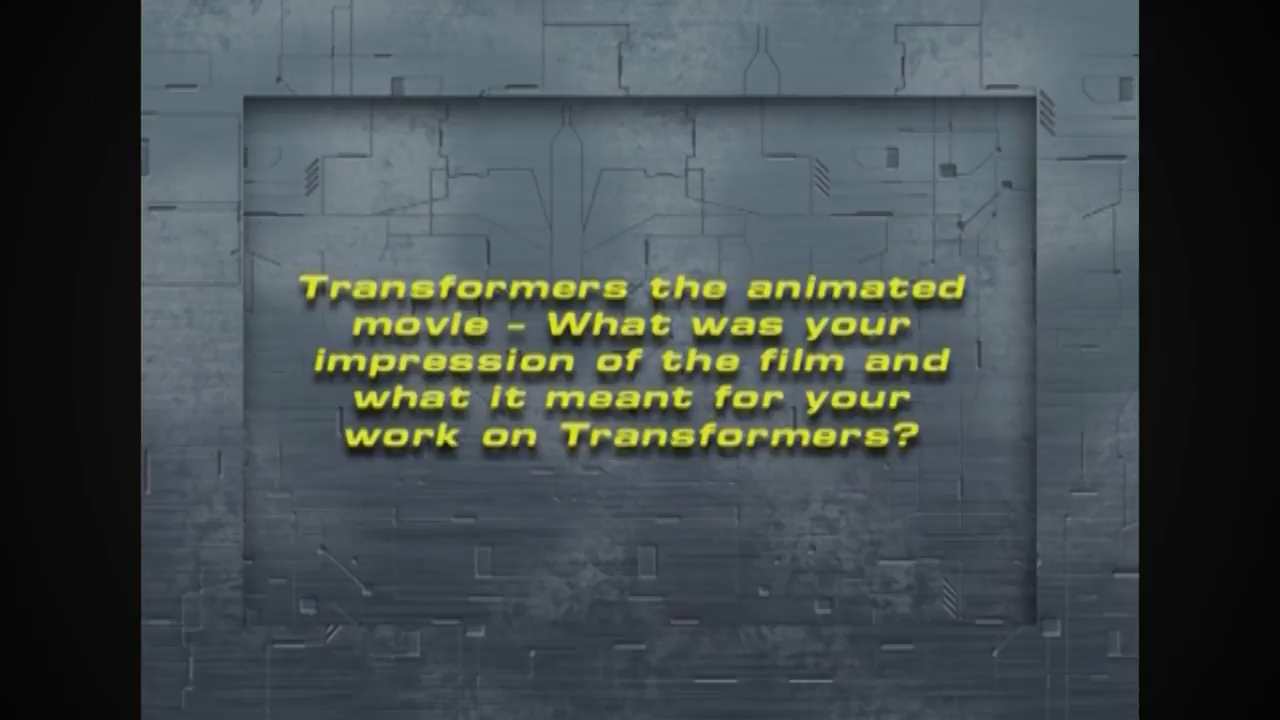 Transformers the animated
movie - What was your
impression of the film and
what it meant for your
work on Transformers?